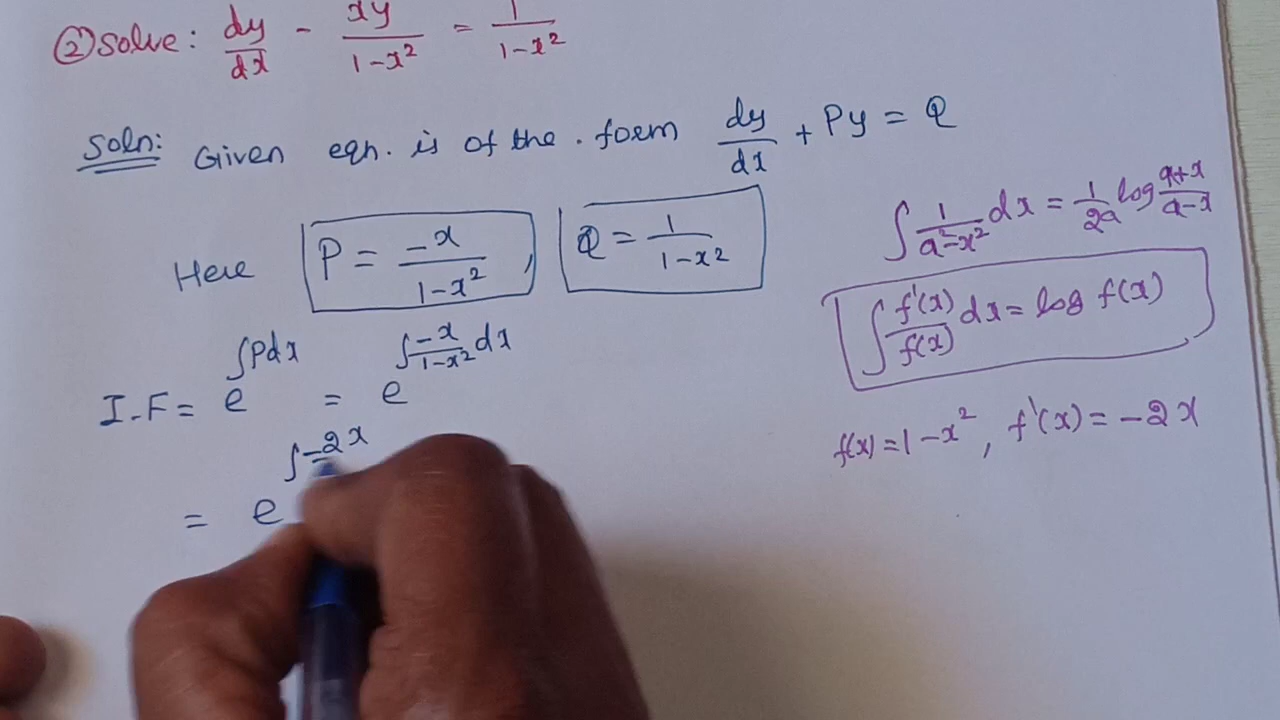 ② Solve: dy/dx - xy/1-x² = 1/1-x²
Soln: Given eqn. is of the . form dy/dx + Py = Q
Here P = -x/1-x² , Q = 1/1-x²
I.F = e^∫Pdx = e^∫-x/1-x² dx
= e^∫-2x
∫ 1/a²-x² dx = 1/2a log a+x/a-x
∫ f'(x)/f(x) dx = log f(x)
f(x) = 1-x² , f'(x) = -2x